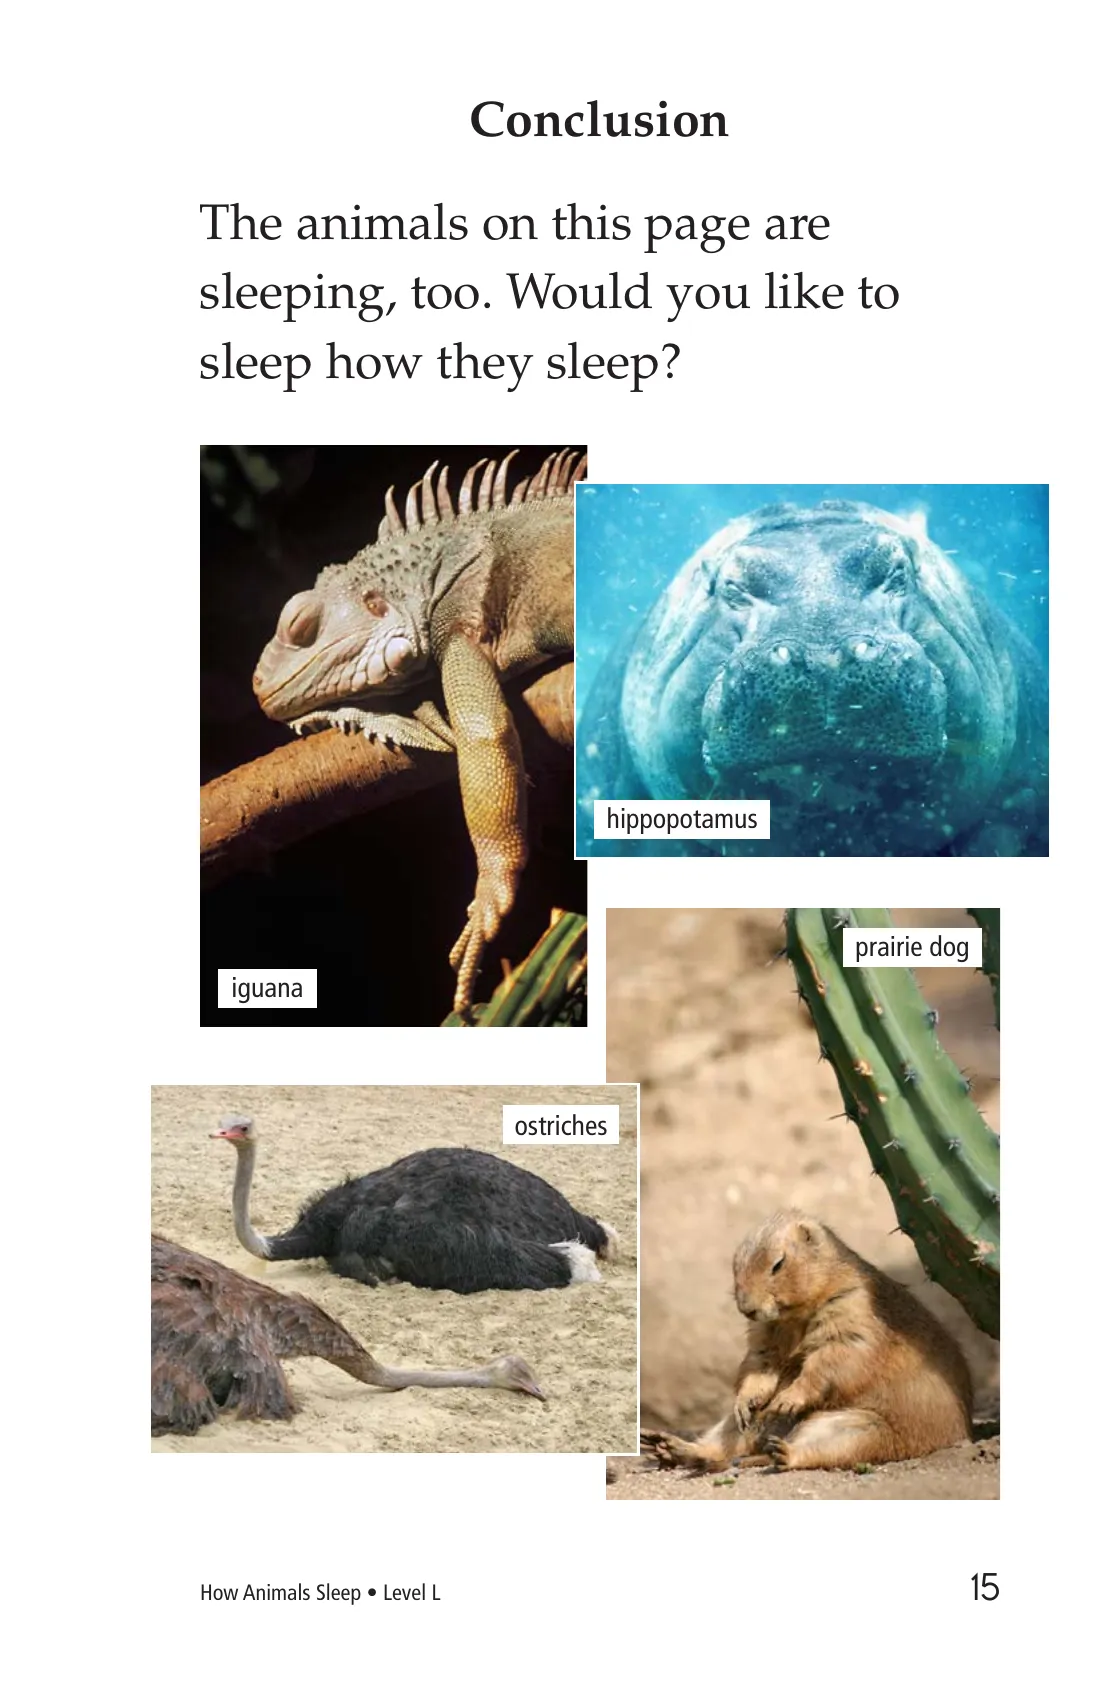 Conclusion
The animals on this page are
sleeping, too. Would you like to
sleep how they sleep?
hippopotamus
prairie dog
iguana
ostriches
How Animals Sleep • Level L
15